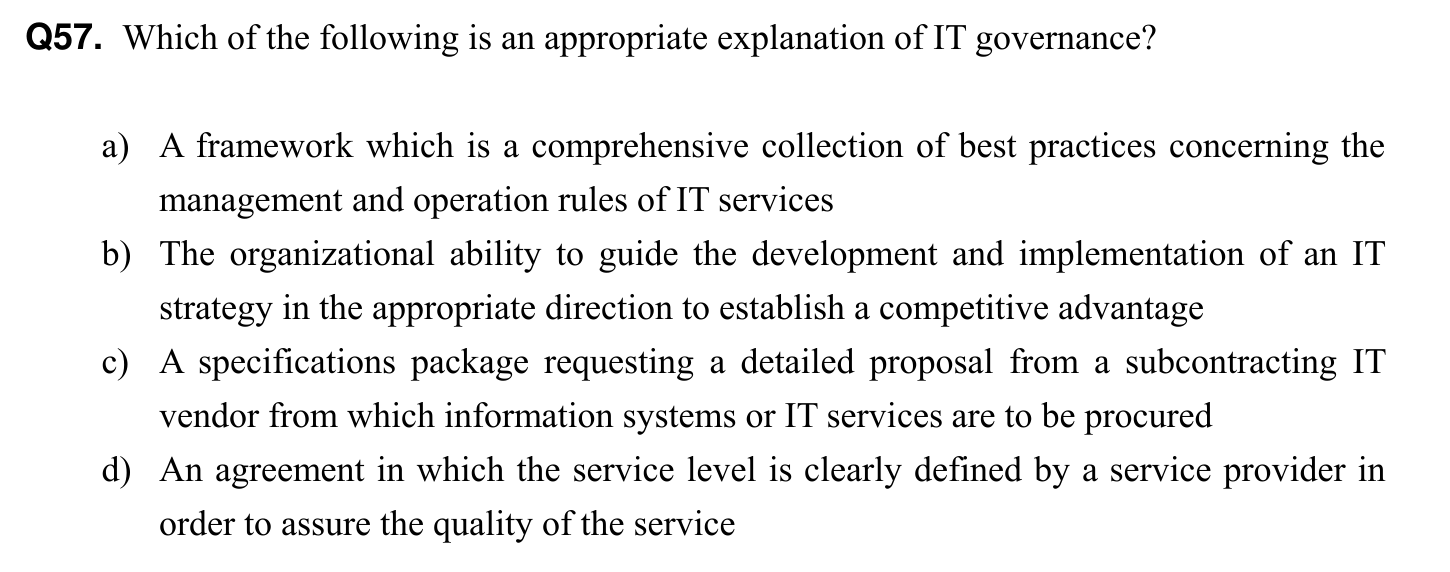 Q57. Which of the following is an appropriate explanation of IT governance?
a) A framework which is a comprehensive collection of best practices concerning the
management and operation rules of IT services
b) The organizational ability to guide the development and implementation of an IT
strategy in the appropriate direction to establish a competitive advantage
c) A specifications package requesting a detailed proposal from a subcontracting IT
vendor from which information systems or IT services are to be procured
d) An agreement in which the service level is clearly defined by a service provider in
order to assure the quality of the service